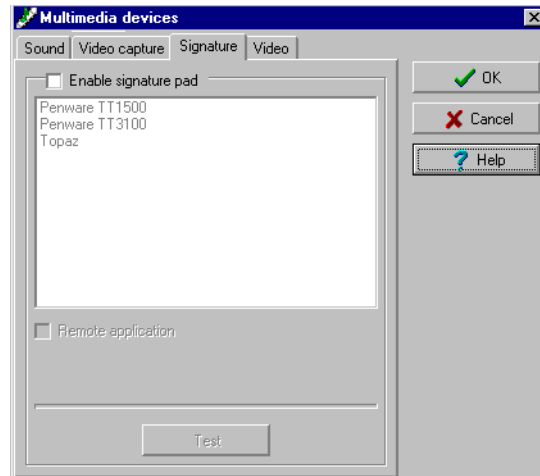 Multimedia devices
Sound Video capture Signature Video
Enable signature pad
Penware TT1500
Penware TT3100
Topaz
Remote application
Test
OK
Cancel
Help